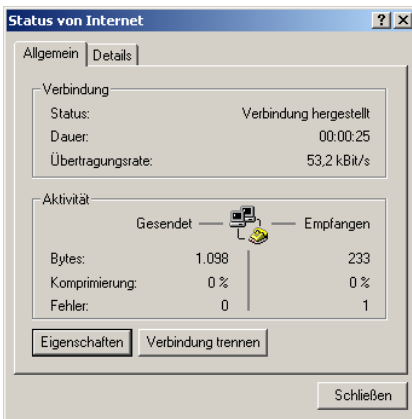 Status von Internet
Allgemein Details
Verbindung
Status: Verbindung hergestellt
Dauer: 00:00:25
Übertragungsrate: 53,2 kBit/s
Aktivität
Gesendet Empfangen
Bytes: 1.098 233
Komprimierung: 0 % 0 %
Fehler: 0 1
Eigenschaften Verbindung trennen
Schließen